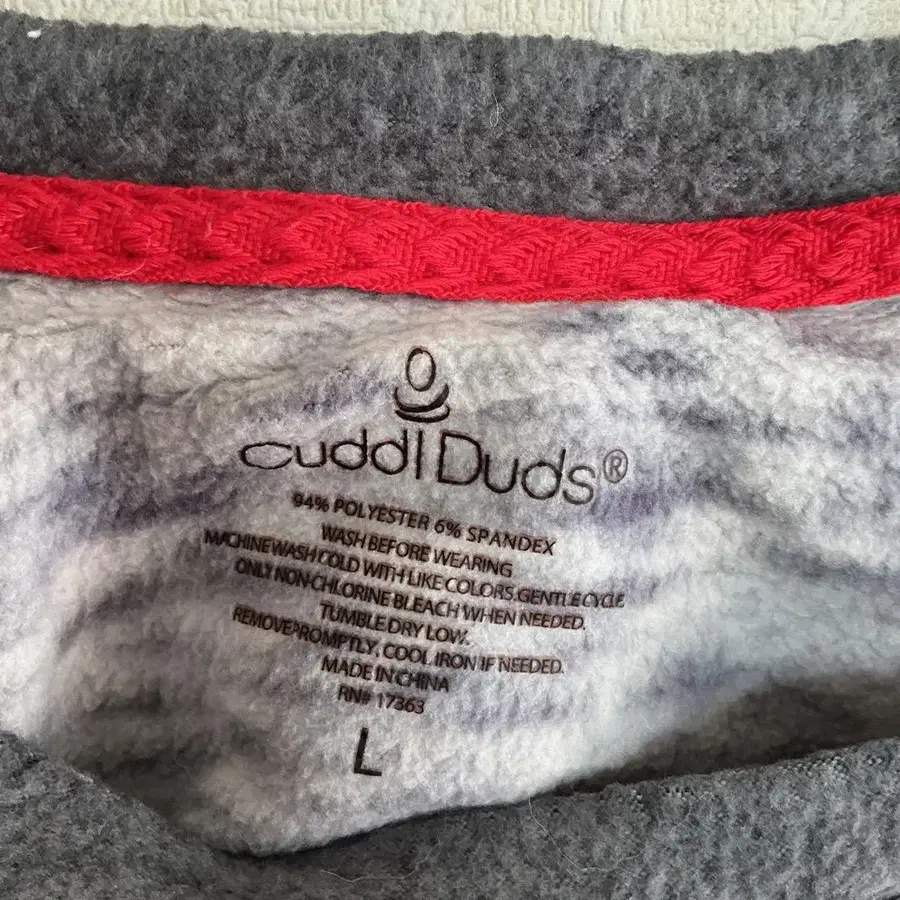 cuddl Duds®
94% POLYESTER 6% SPANDEX
WASH BEFORE WEARING
MACHINE WASH COLD WITH LIKE COLORS. GENTLE CYCLE
ONLY NON-CHLORINE BLEACH WHEN NEEDED.
TUMBLE DRY LOW.
REMOVE PROMPTLY, COOL IRON IF NEEDED.
MADE IN CHINA
RN# 17363
L